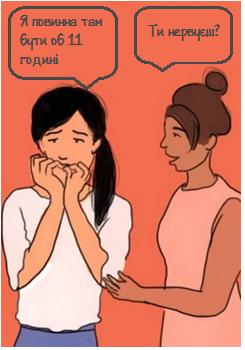 Я повинна там
бути об 11
годині
Ти нервуєш?